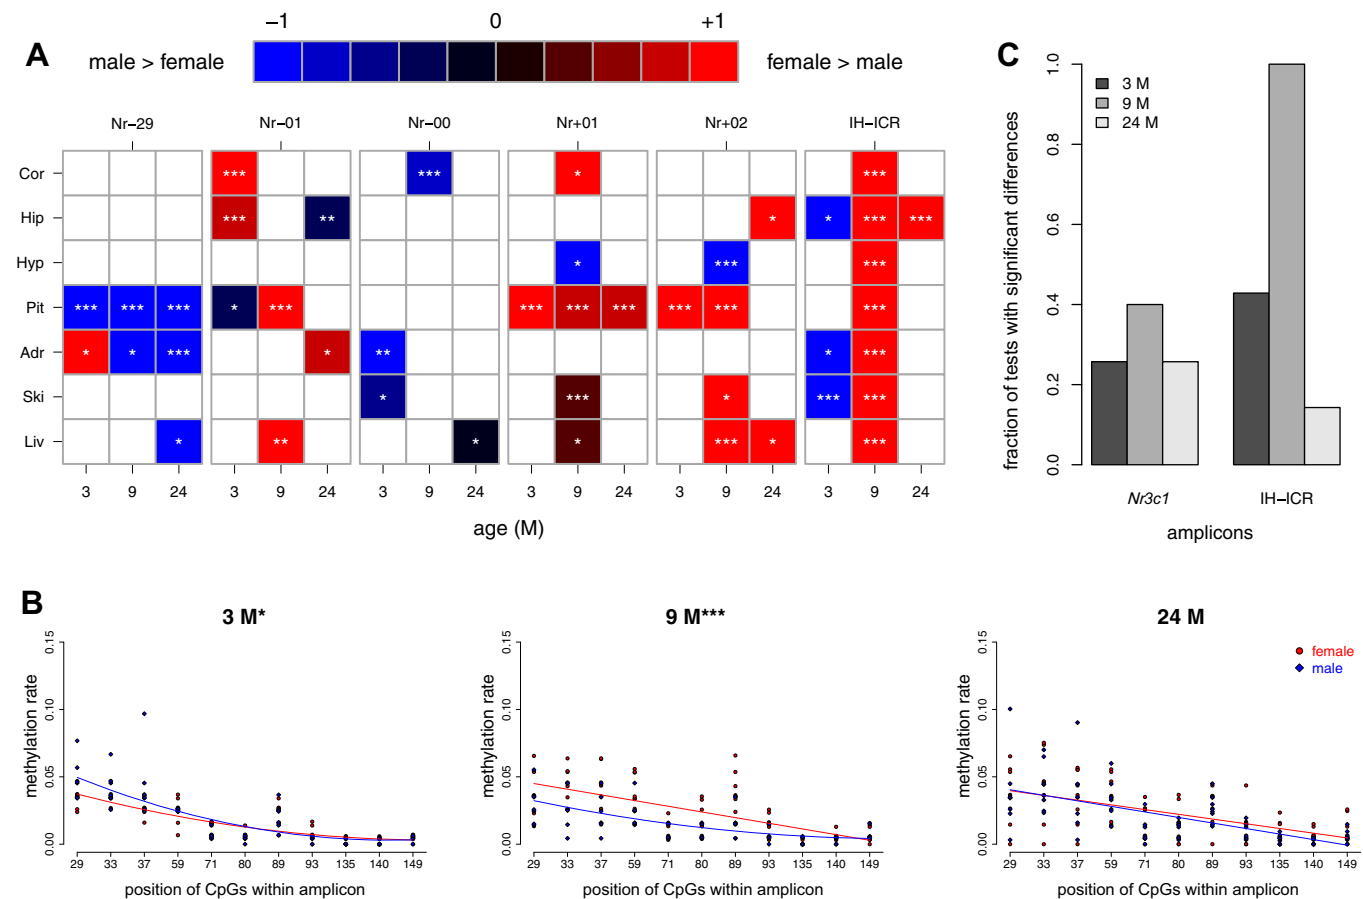 A
−1 0 +1
male > female
female > male
Nr−29 Nr−01 Nr−00 Nr+01 Nr+02 IH−ICR
Cor *** *** * ***
Hip *** ** * * *** ***
Hyp * *** ***
Pit *** *** *** * *** *** *** *** *** *** ***
Adr * * *** * ** * ***
Ski * *** * *** ***
Liv * ** * * *** * ***
3 9 24 3 9 24 3 9 24 3 9 24 3 9 24 3 9 24
age (M)
C
3 M
9 M
24 M
fraction of tests with significant differences
1.0
0.8
0.6
0.4
0.2
0.0
Nr3c1 IH−ICR
amplicons
B
3 M*
methylation rate
0.15
0.10
0.05
0.00
29 33 37 59 71 80 89 93 135 140 149
position of CpGs within amplicon
9 M***
methylation rate
0.15
0.10
0.05
0.00
29 33 37 59 71 80 89 93 135 140 149
position of CpGs within amplicon
24 M
female
male
methylation rate
0.15
0.10
0.05
0.00
29 33 37 59 71 80 89 93 135 140 149
position of CpGs within amplicon